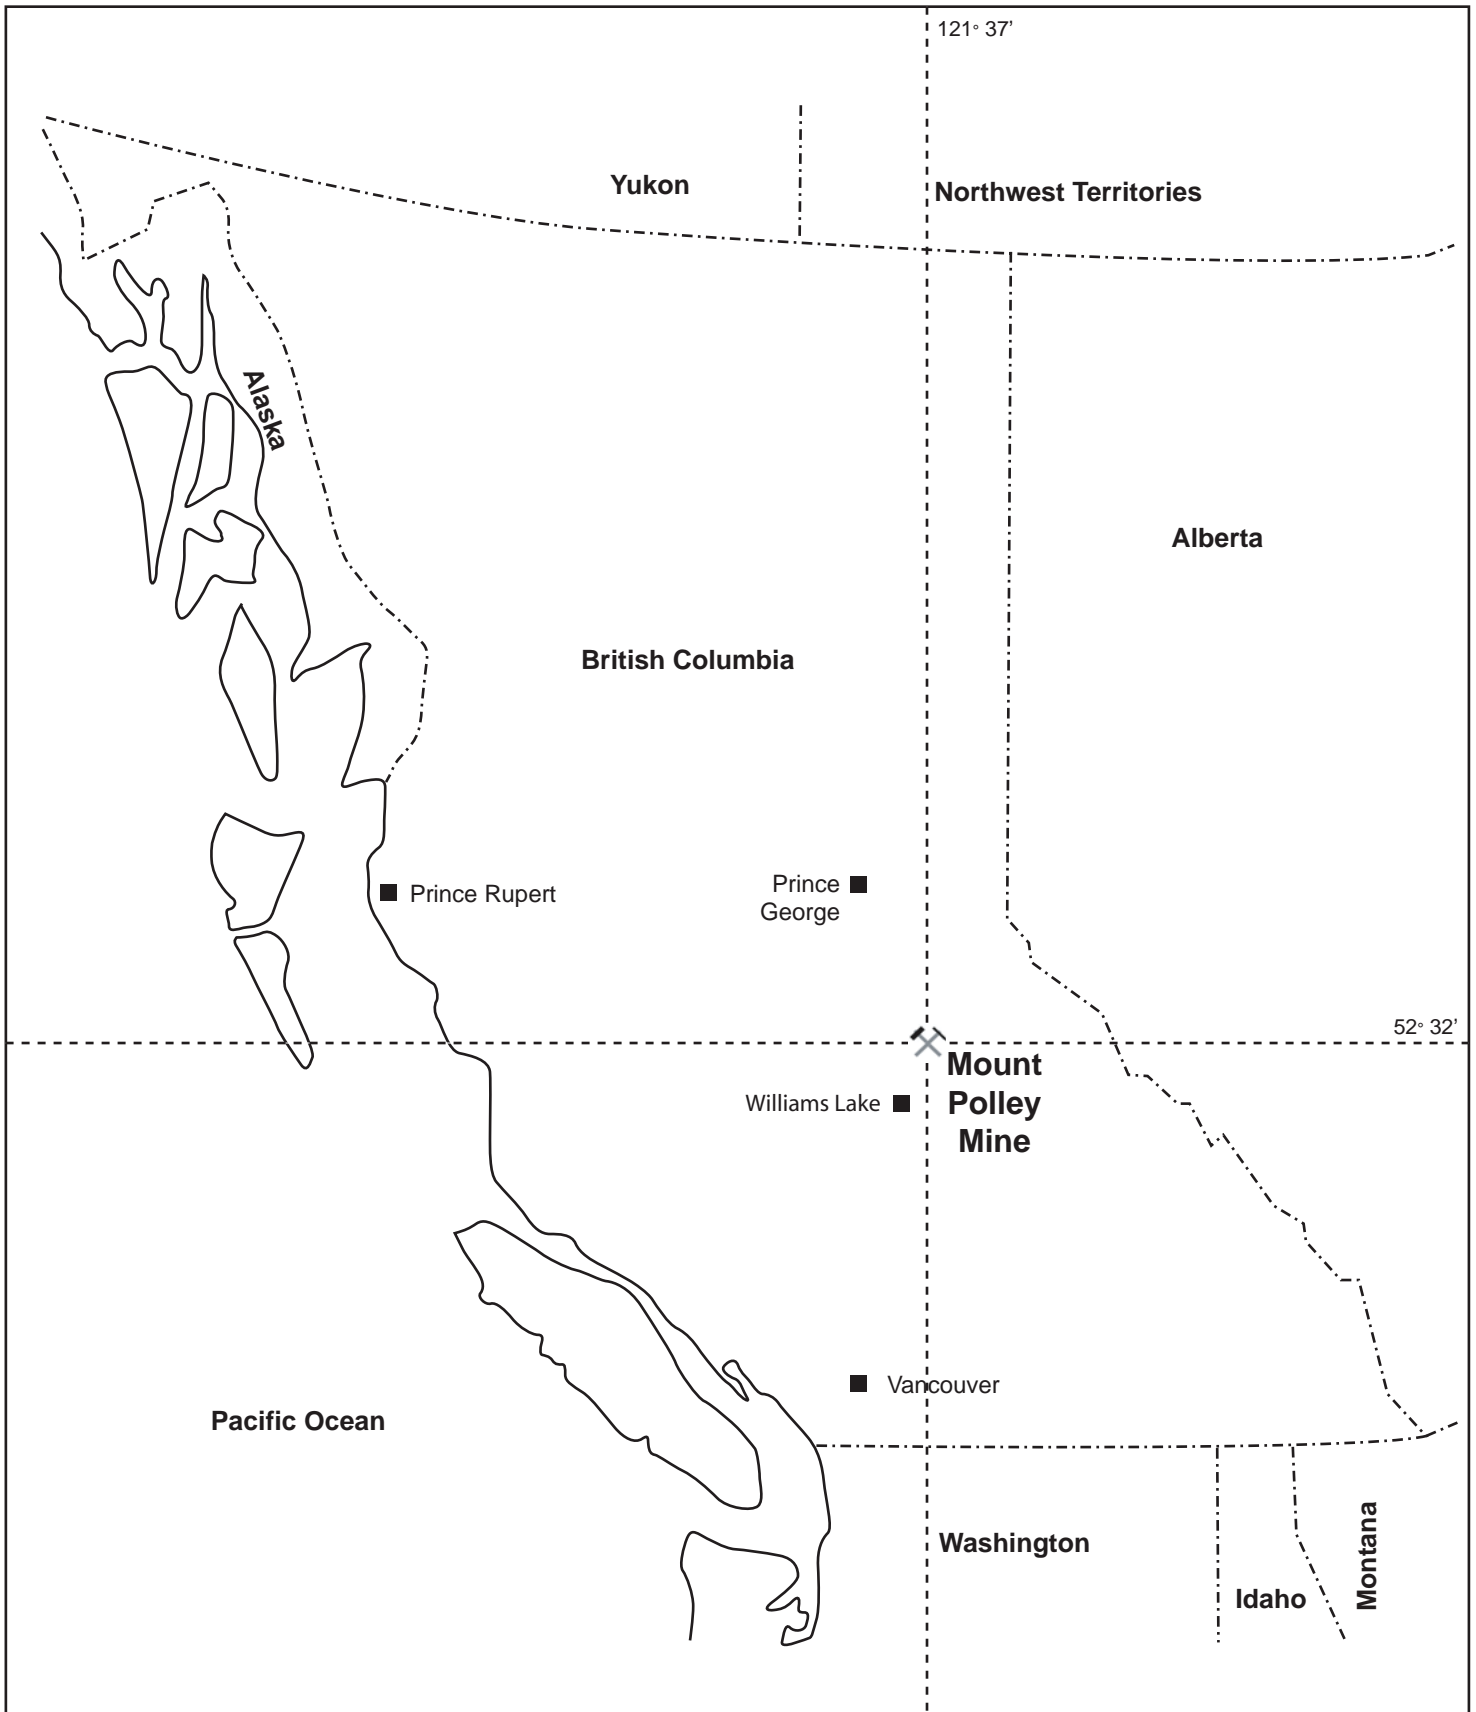 121° 37’
Yukon
Northwest Territories
Alaska
Alberta
British Columbia
Prince
George
Prince Rupert
52° 32’
Mount
Polley
Mine
Williams Lake
Vancouver
Pacific Ocean
Washington
Idaho
Montana